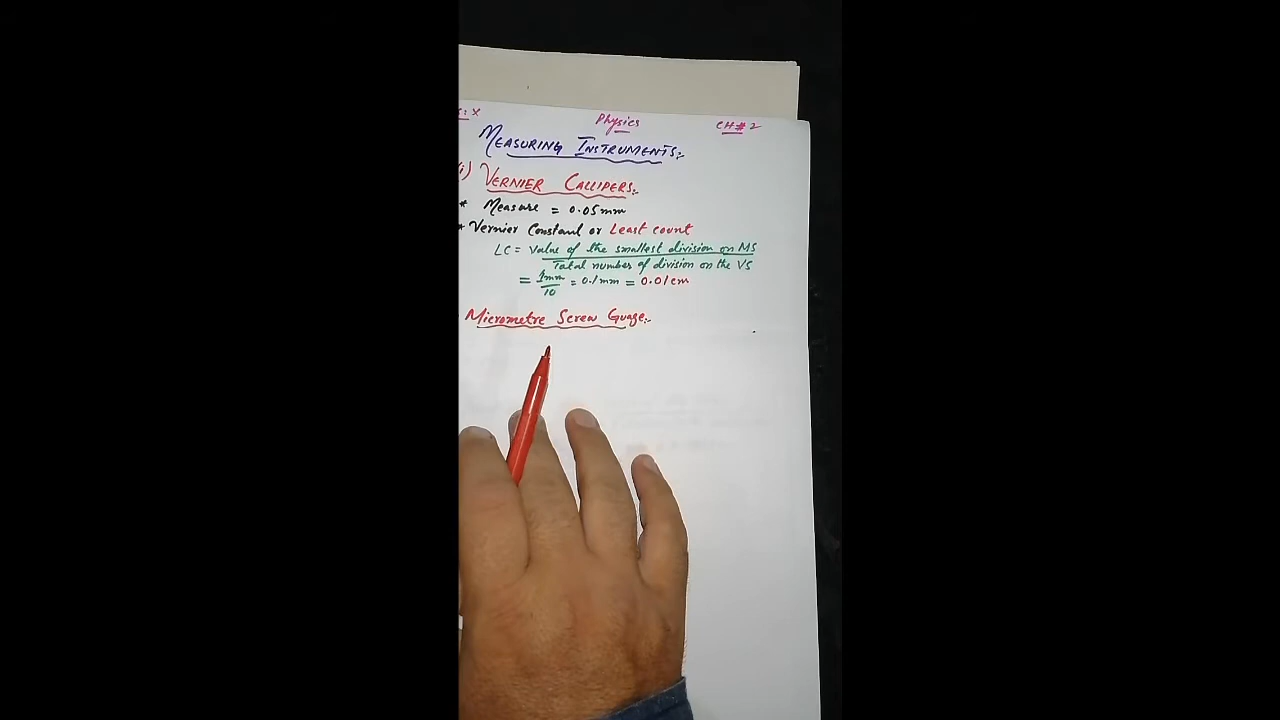 s: X Physics CH # 2
MEASURING INSTRUMENTS:-
(i) VERNIER CALLIPERS:-
* Measure = 0.05mm
* Vernier Constant or Least count
LC = Value of the smallest division on MS
Total number of division on the VS
= 1mm/10 = 0.1mm = 0.01cm
Micrometre Screw Guage:-